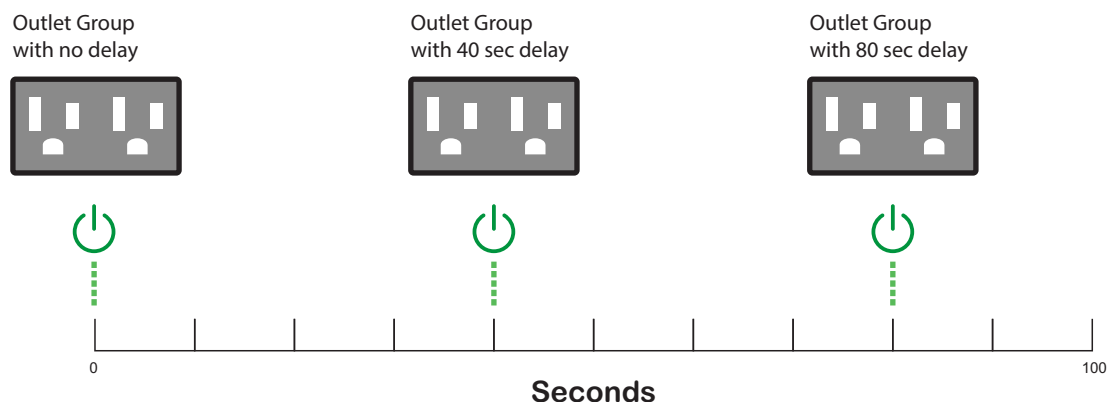 Outlet Group
with no delay
Outlet Group
with 40 sec delay
Outlet Group
with 80 sec delay
0
100
Seconds